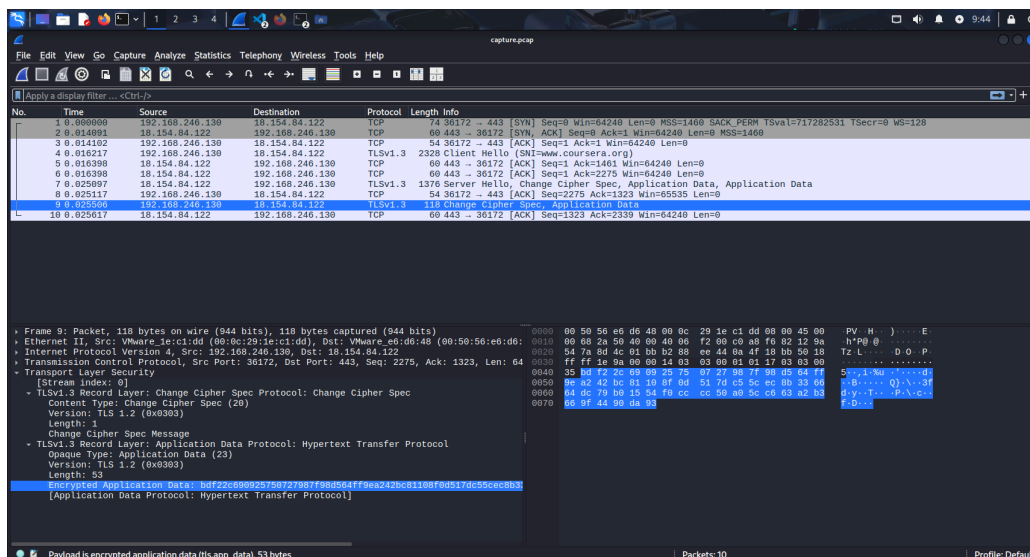 1 2 3 4 9:44
capture.pcap
File Edit View Go Capture Analyze Statistics Telephony Wireless Tools Help
Apply a display filter ... <Ctrl-/>
No. Time Source Destination Protocol Length Info
1 0.000000 192.168.246.130 18.154.84.122 TCP 74 36172 → 443 [SYN] Seq=0 Win=64240 Len=0 MSS=1460 SACK_PERM TSval=717282531 TSecr=0 WS=128
2 0.014091 18.154.84.122 192.168.246.130 TCP 60 443 → 36172 [SYN, ACK] Seq=0 Ack=1 Win=64240 Len=0 MSS=1460
3 0.014102 192.168.246.130 18.154.84.122 TCP 54 36172 → 443 [ACK] Seq=1 Ack=1 Win=64240 Len=0
4 0.016217 192.168.246.130 18.154.84.122 TLSv1.3 2328 Client Hello (SNI=www.coursera.org)
5 0.016398 18.154.84.122 192.168.246.130 TCP 60 443 → 36172 [ACK] Seq=1 Ack=1461 Win=64240 Len=0
6 0.016398 18.154.84.122 192.168.246.130 TCP 60 443 → 36172 [ACK] Seq=1 Ack=2275 Win=64240 Len=0
7 0.025097 18.154.84.122 192.168.246.130 TLSv1.3 1376 Server Hello, Change Cipher Spec, Application Data, Application Data
8 0.025117 192.168.246.130 18.154.84.122 TCP 54 36172 → 443 [ACK] Seq=2275 Ack=1323 Win=65535 Len=0
9 0.025506 192.168.246.130 18.154.84.122 TLSv1.3 118 Change Cipher Spec, Application Data
10 0.025617 18.154.84.122 192.168.246.130 TCP 60 443 → 36172 [ACK] Seq=1323 Ack=2339 Win=64240 Len=0
Frame 9: Packet, 118 bytes on wire (944 bits), 118 bytes captured (944 bits)
Ethernet II, Src: VMware_1e:c1:dd (00:0c:29:1e:c1:dd), Dst: VMware_e6:d6:48 (00:50:56:e6:d6:
Internet Protocol Version 4, Src: 192.168.246.130, Dst: 18.154.84.122
Transmission Control Protocol, Src Port: 36172, Dst Port: 443, Seq: 2275, Ack: 1323, Len: 64
Transport Layer Security
[Stream index: 0]
TLSv1.3 Record Layer: Change Cipher Spec Protocol: Change Cipher Spec
Content Type: Change Cipher Spec (20)
Version: TLS 1.2 (0x0303)
Length: 1
Change Cipher Spec Message
TLSv1.3 Record Layer: Application Data Protocol: Hypertext Transfer Protocol
Opaque Type: Application Data (23)
Version: TLS 1.2 (0x0303)
Length: 53
Encrypted Application Data: bdf22c690925750727987f98d564ff9ea242bc81108f0d517dc55cec8b3
[Application Data Protocol: Hypertext Transfer Protocol]
0000 00 50 56 e6 d6 48 00 0c 29 1e c1 dd 08 00 45 00 ·PV··H·· )·····E·
0010 00 68 2a 50 40 00 40 06 f2 00 c0 a8 f6 82 12 9a ·h*P@·@· ········
0020 54 7a 8d 4c 01 bb b2 88 ee 44 0a 4f 18 bb 50 18 Tz·L···· ·D·O··P·
0030 ff ff 1e 9a 00 00 14 03 03 00 01 01 17 03 03 00 ········ ········
0040 35 bd f2 2c 69 09 25 75 07 27 98 7f 98 d5 64 ff 5··,i·%u ·'····d·
0050 9e a2 42 bc 81 10 8f 0d 51 7d c5 5c ec 8b 33 66 ··B····· Q}·\··3f
0060 64 dc 79 b0 15 54 f0 cc cc 50 a0 5c c6 63 a2 b3 d·y··T·· ·P·\·c··
0070 66 9f 44 90 da 93 f·D···
Payload is encrypted application data (tls.app_data), 53 bytes Packets: 10 Profile: Defau